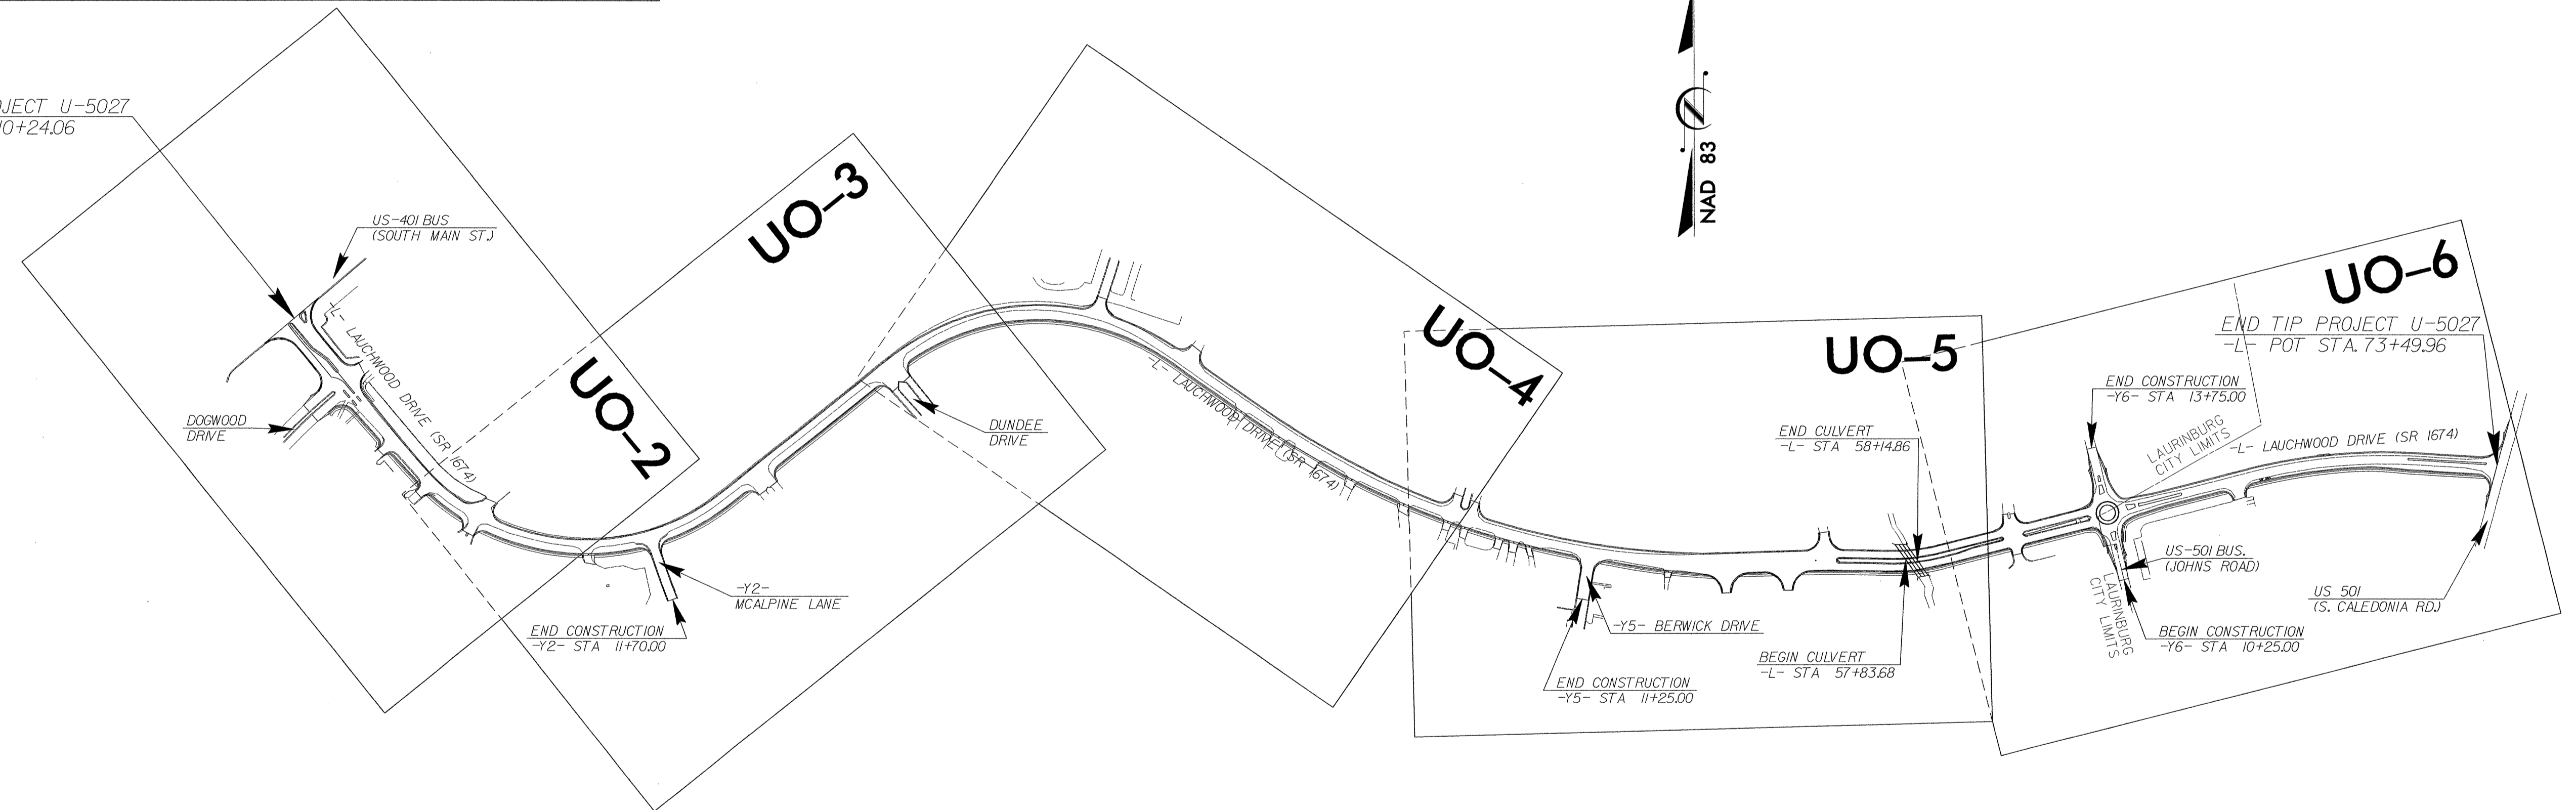 JECT U-5027
10+24.06
US-401 BUS
(SOUTH MAIN ST.)
-L- LAUCHWOOD DRIVE (SR 1674)
DOGWOOD
DRIVE
UO-2
UO-3
END CONSTRUCTION
-Y2- STA 11+70.00
-Y2-
MCALPINE LANE
DUNDEE
DRIVE
-L- LAUCHWOOD DRIVE (SR 1674)
UO-4
NAD 83
UO-5
END CULVERT
-L- STA 58+14.86
-Y5- BERWICK DRIVE
END CONSTRUCTION
-Y5- STA 11+25.00
BEGIN CULVERT
-L- STA 57+83.68
UO-6
END TIP PROJECT U-5027
-L- POT STA. 73+49.96
END CONSTRUCTION
-Y6- STA 13+75.00
LAURINBURG
CITY LIMITS
-L- LAUCHWOOD DRIVE (SR 1674)
US-501 BUS.
(JOHNS ROAD)
LAURINBURG
CITY LIMITS
BEGIN CONSTRUCTION
-Y6- STA 10+25.00
US 501
(S. CALEDONIA RD.)